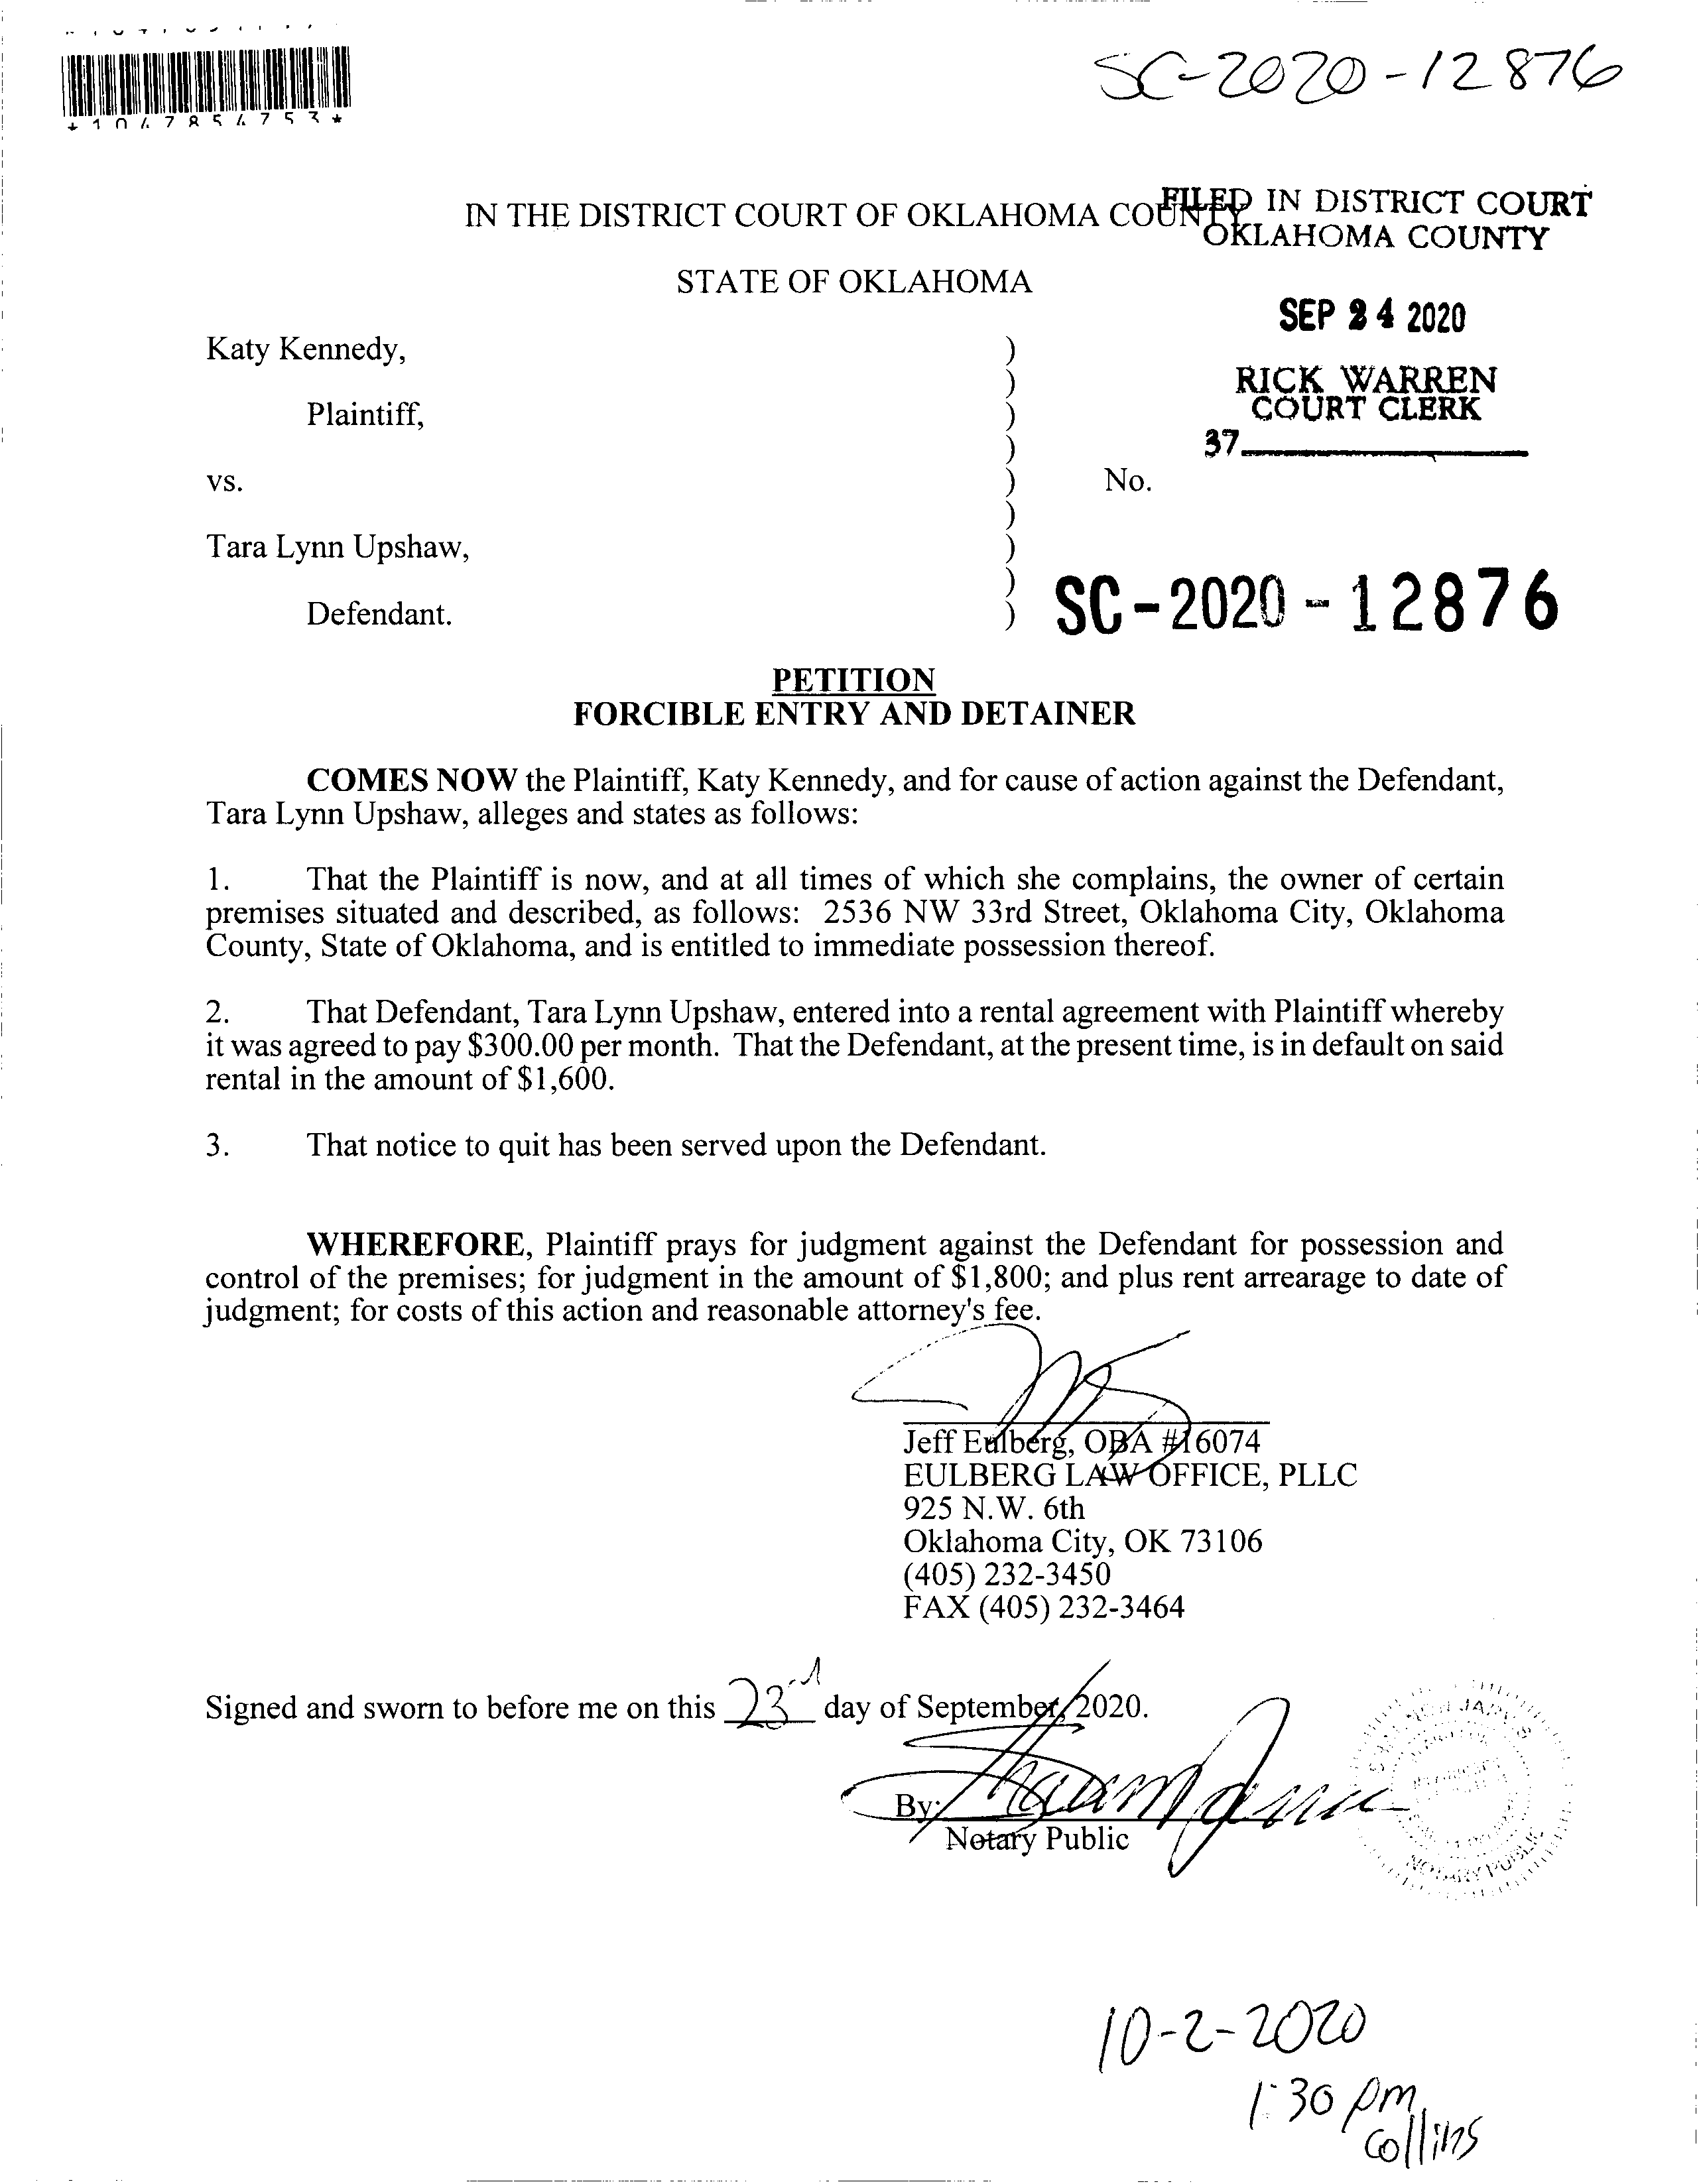 *1047854753*
SC-2020-12876
IN THE DISTRICT COURT OF OKLAHOMA COUNTY
FILED IN DISTRICT COURT
OKLAHOMA COUNTY
STATE OF OKLAHOMA
SEP 24 2020
Katy Kennedy, )
)
RICK WARREN
COURT CLERK
Plaintiff, )
)
37
vs. ) No.
)
Tara Lynn Upshaw, )
)
Defendant. )
SC-2020-12876
PETITION
FORCIBLE ENTRY AND DETAINER
COMES NOW the Plaintiff, Katy Kennedy, and for cause of action against the Defendant,
Tara Lynn Upshaw, alleges and states as follows:
1. That the Plaintiff is now, and at all times of which she complains, the owner of certain
premises situated and described, as follows: 2536 NW 33rd Street, Oklahoma City, Oklahoma
County, State of Oklahoma, and is entitled to immediate possession thereof.
2. That Defendant, Tara Lynn Upshaw, entered into a rental agreement with Plaintiff whereby
it was agreed to pay $300.00 per month. That the Defendant, at the present time, is in default on said
rental in the amount of $1,600.
3. That notice to quit has been served upon the Defendant.
WHEREFORE, Plaintiff prays for judgment against the Defendant for possession and
control of the premises; for judgment in the amount of $1,800; and plus rent arrearage to date of
judgment; for costs of this action and reasonable attorney's fee.
Jeff Eulberg, OBA #16074
EULBERG LAW OFFICE, PLLC
925 N.W. 6th
Oklahoma City, OK 73106
(405) 232-3450
FAX (405) 232-3464
Signed and sworn to before me on this 23rd day of September, 2020.
By:
Notary Public
NOTARY PUBLIC
10-2-2020
1:30 pm
Collins